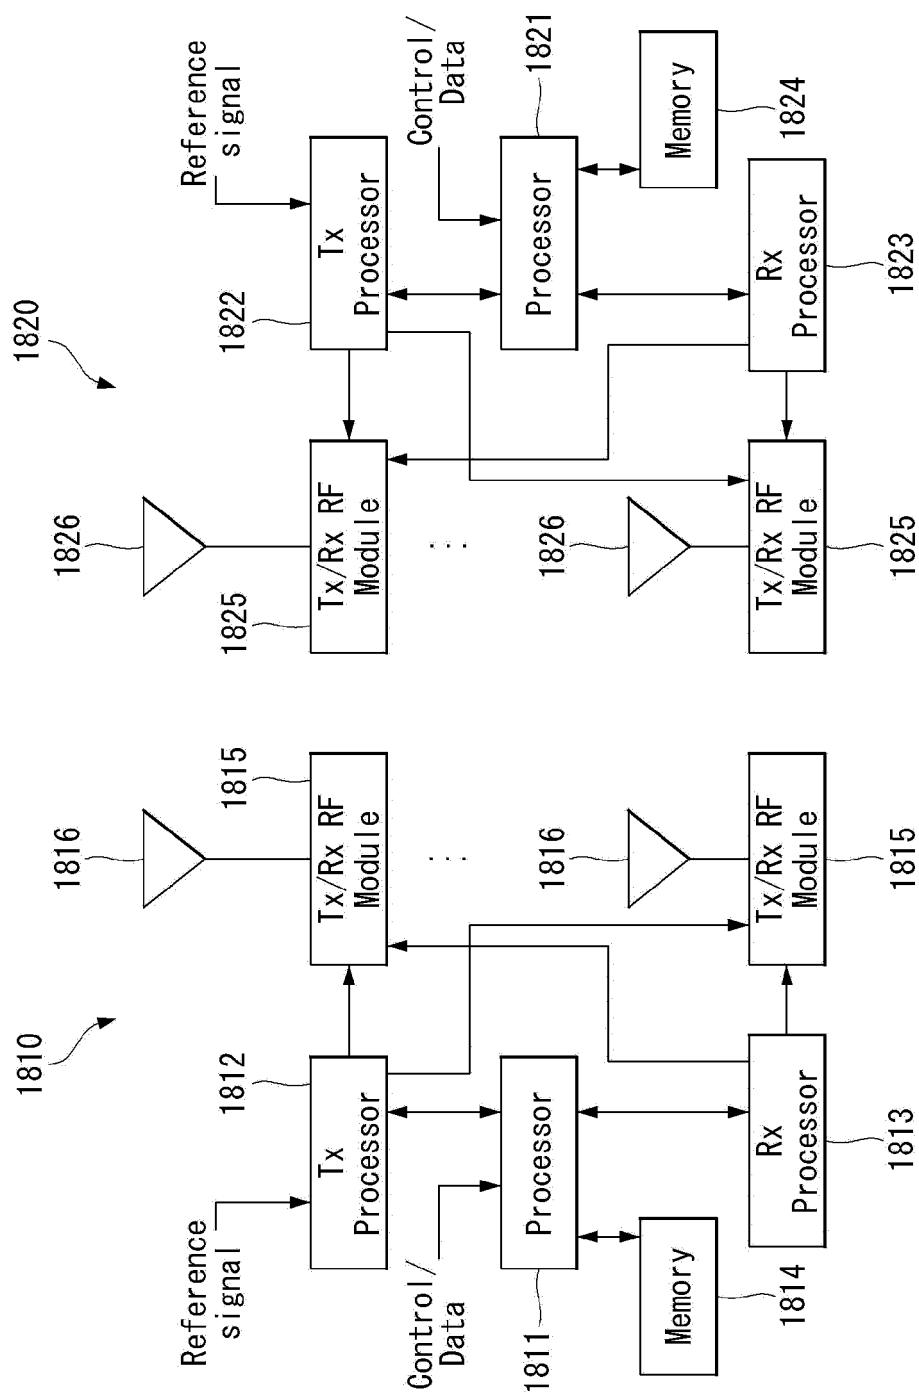 1810
1820
Reference
signal
1812
Tx
Processor
1816
1815
Tx/Rx RF
Module
1826
1825
Tx/Rx RF
Module
1822
Tx
Processor
Reference
signal
Control/
Data
1811
Processor
. . .
. . .
Processor
1821
Control/
Data
Memory
1814
Rx
Processor
1813
1816
Tx/Rx RF
Module
1815
1826
Tx/Rx RF
Module
1825
Rx
Processor
1823
Memory
1824